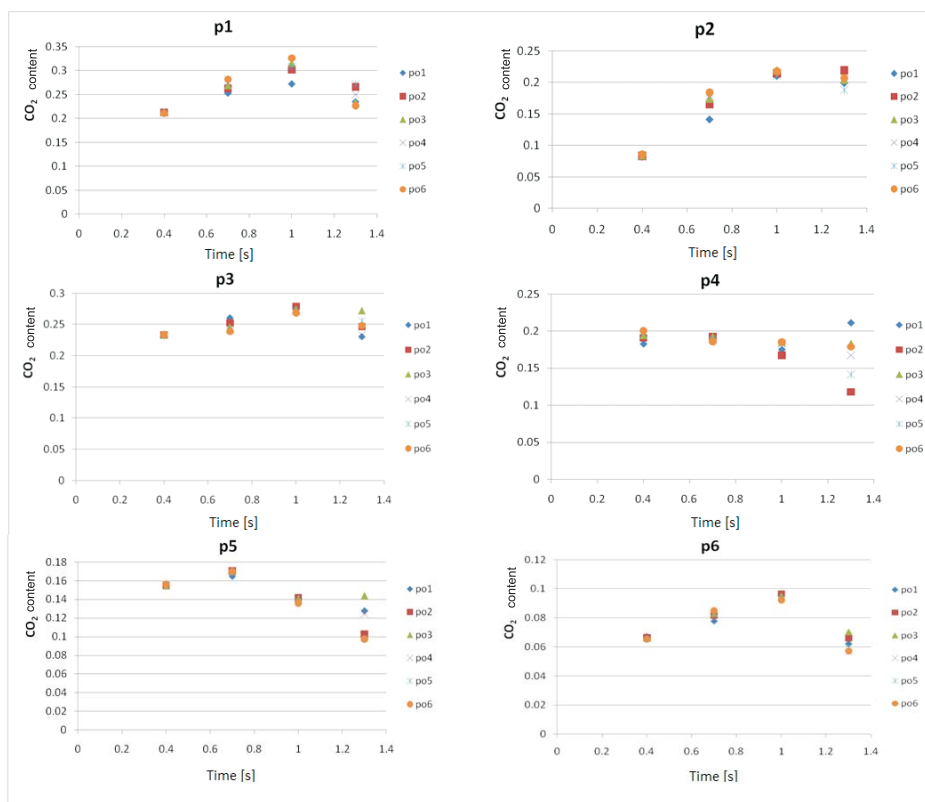 p1
CO2 content
0.35
0.3
0.25
0.2
0.15
0.1
0.05
0
0 0.2 0.4 0.6 0.8 1 1.2 1.4
Time [s]
po1
po2
po3
po4
po5
po6
p2
CO2 content
0.25
0.2
0.15
0.1
0.05
0
0 0.2 0.4 0.6 0.8 1 1.2 1.4
Time [s]
po1
po2
po3
po4
po5
po6
p3
CO2 content
0.3
0.25
0.2
0.15
0.1
0.05
0
0 0.2 0.4 0.6 0.8 1 1.2 1.4
Time [s]
po1
po2
po3
po4
po5
po6
p4
CO2 content
0.25
0.2
0.15
0.1
0.05
0
0 0.2 0.4 0.6 0.8 1 1.2 1.4
Time [s]
po1
po2
po3
po4
po5
po6
p5
CO2 content
0.18
0.16
0.14
0.12
0.1
0.08
0.06
0.04
0.02
0
0 0.2 0.4 0.6 0.8 1 1.2 1.4
Time [s]
po1
po2
po3
po4
po5
po6
p6
CO2 content
0.12
0.1
0.08
0.06
0.04
0.02
0
0 0.2 0.4 0.6 0.8 1 1.2 1.4
Time [s]
po1
po2
po3
po4
po5
po6